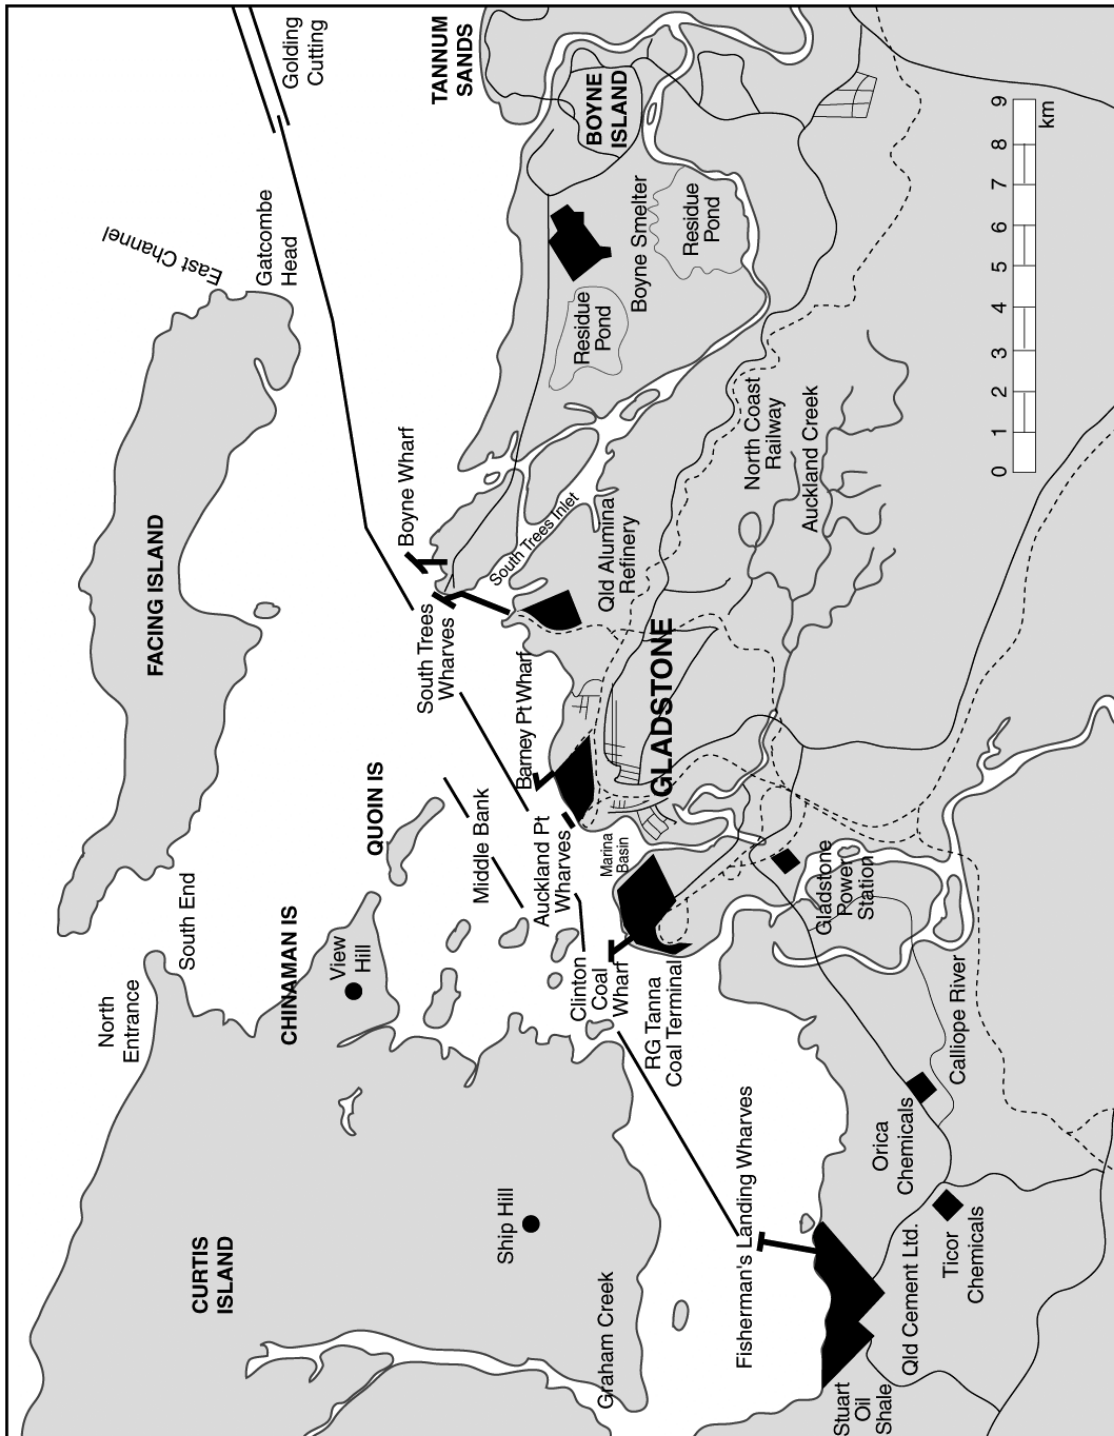 Golding
Cutting
TANNUM
SANDS
BOYNE
ISLAND
East Channel
Gatcombe
Head
Boyne Smelter
Residue
Pond
Residue
Pond
9
8
7
6
5
4
3
2
1
0
km
FACING ISLAND
Boyne Wharf
South Trees
Wharves
South Trees Inlet
Qld Alumina
Refinery
North Coast
Railway
Auckland Creek
GLADSTONE
Barney Pt Wharf
QUOIN IS
Middle Bank
Auckland Pt
Wharves
Marina
Basin
Gladstone
Power
Station
South End
North
Entrance
CHINAMAN IS
View
Hill
Clinton
Coal
Wharf
RG Tanna
Coal Terminal
Calliope River
Orica
Chemicals
Ticor
Chemicals
Qld Cement Ltd.
Fisherman's Landing Wharves
Stuart
Oil
Shale
Ship Hill
CURTIS
ISLAND
Graham Creek